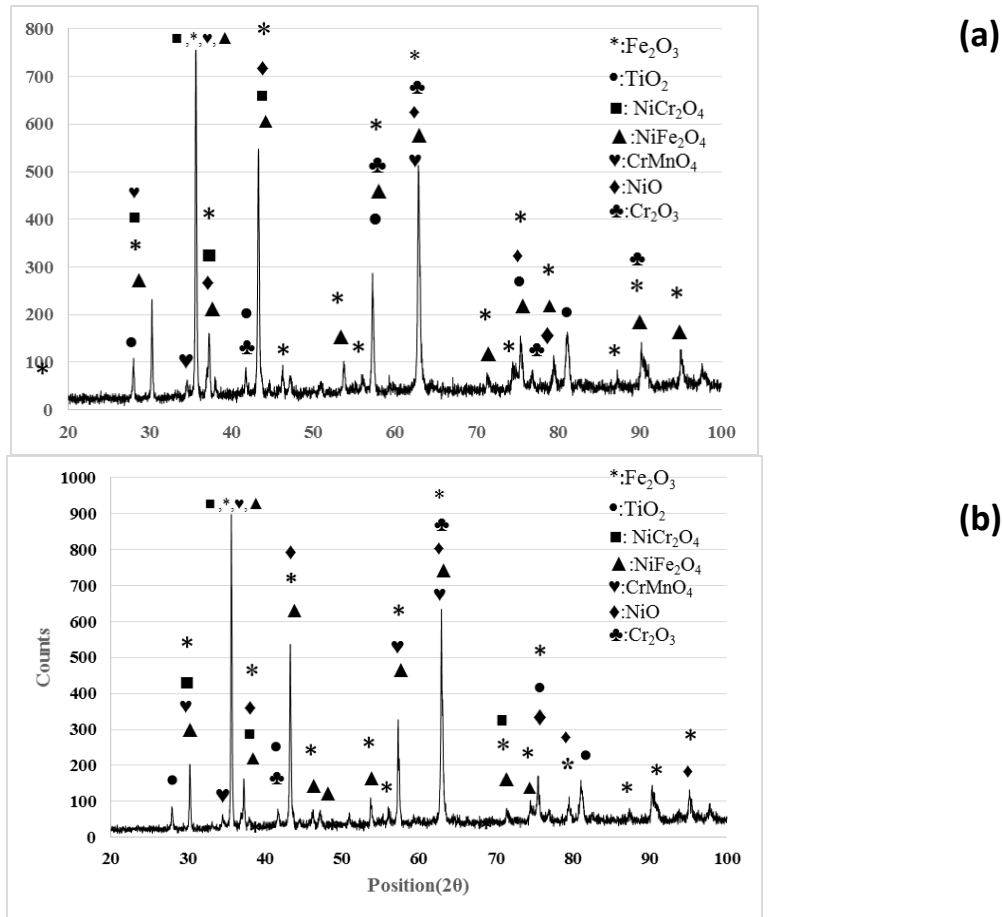 (a)
800
700
600
500
400
300
200
100
0
20 30 40 50 60 70 80 90 100
■,*,♥,▲
*:Fe₂O₃
●:TiO₂
■: NiCr₂O₄
▲:NiFe₂O₄
♥:CrMnO₄
♦:NiO
♣:Cr₂O₃
(b)
1000
900
800
700
600
500
400
300
200
100
0
Counts
20 30 40 50 60 70 80 90 100
Position(2θ)
■,*,♥,▲
*:Fe₂O₃
●:TiO₂
■: NiCr₂O₄
▲:NiFe₂O₄
♥:CrMnO₄
♦:NiO
♣:Cr₂O₃